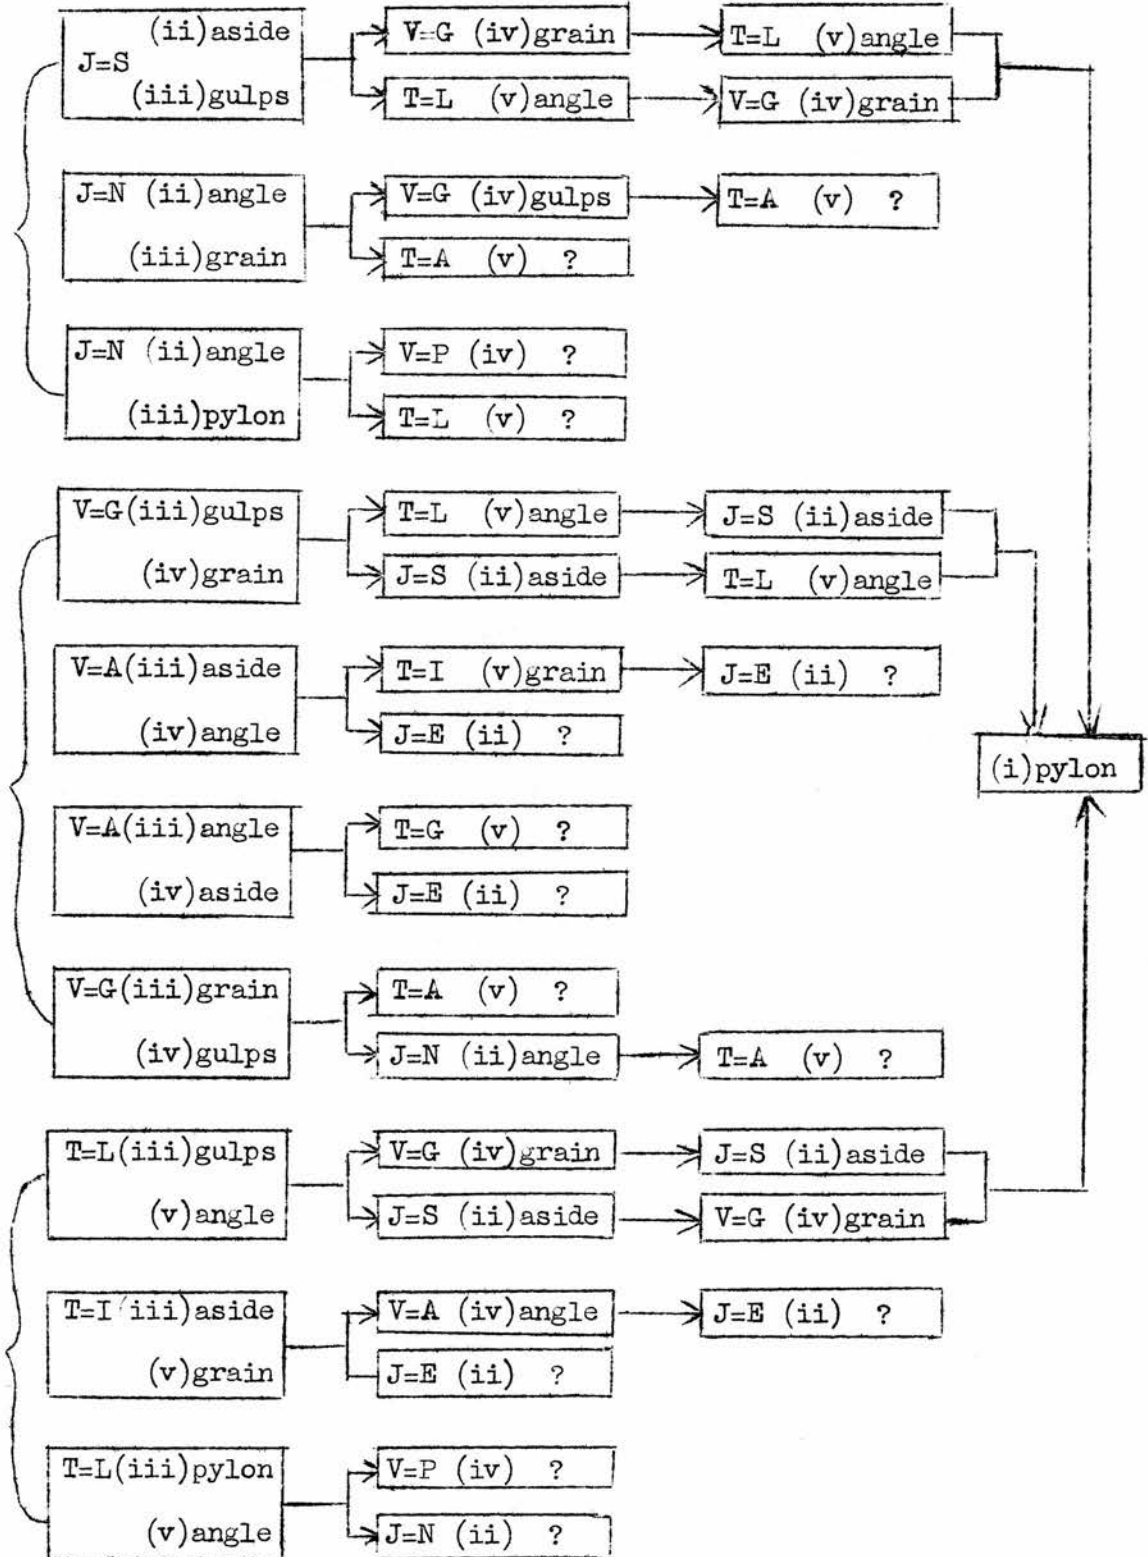 (ii)aside
J=S
(iii)gulps
V=G (iv)grain
T=L (v)angle
T=L (v)angle
V=G (iv)grain
J=N (ii)angle
(iii)grain
V=G (iv)gulps
T=A (v) ?
T=A (v) ?
J=N (ii)angle
(iii)pylon
V=P (iv) ?
T=L (v) ?
V=G(iii)gulps
(iv)grain
T=L (v)angle
J=S (ii)aside
J=S (ii)aside
T=L (v)angle
V=A(iii)aside
(iv)angle
T=I (v)grain
J=E (ii) ?
J=E (ii) ?
(i)pylon
V=A(iii)angle
(iv)aside
T=G (v) ?
J=E (ii) ?
V=G(iii)grain
(iv)gulps
T=A (v) ?
J=N (ii)angle
T=A (v) ?
T=L(iii)gulps
(v)angle
V=G (iv)grain
J=S (ii)aside
J=S (ii)aside
V=G (iv)grain
T=I(iii)aside
(v)grain
V=A (iv)angle
J=E (ii) ?
J=E (ii) ?
T=L(iii)pylon
(v)angle
V=P (iv) ?
J=N (ii) ?